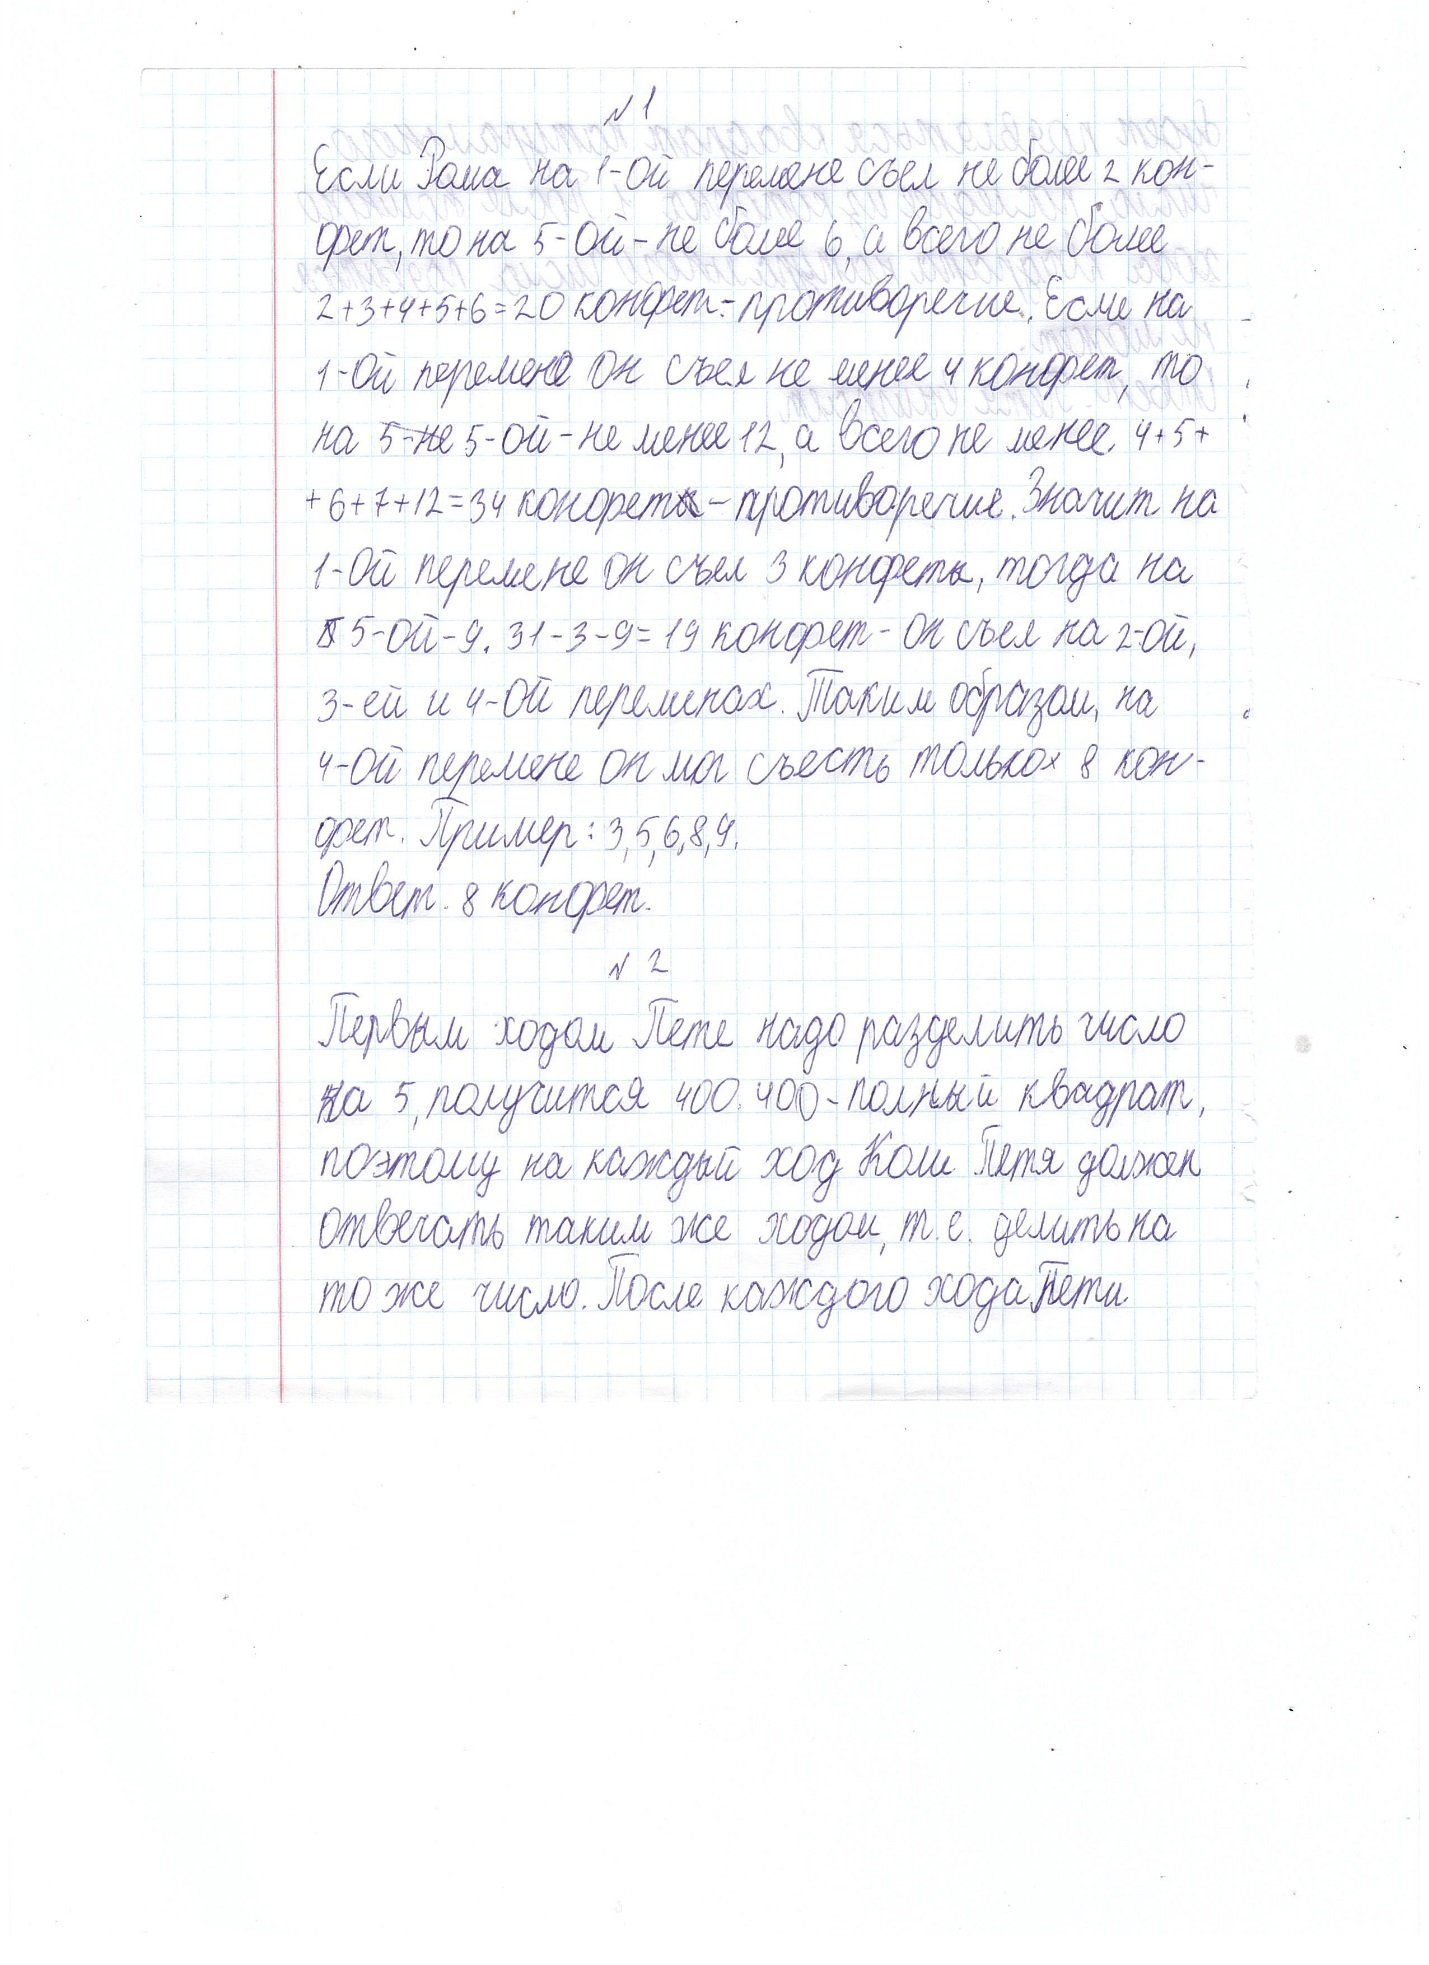 №1
Если Рома на 1-ой перемене съел не более 2 кон-
фет, то на 5-ой - не более 6, а всего не более
2+3+4+5+6=20 конфет - противоречие. Если на
1-ой перемене он съел не менее 4 конфет, то
на 5-не 5-ой - не менее 12, а всего не менее 4+5+
+6+7+12=34 конфет - противоречие. Значит на
1-ой перемене он съел 3 конфеты, тогда на
5-ой - 9. 31-3-9=19 конфет - он съел на 2-ой,
3-ей и 4-ой переменах. Таким образом, на
4-ой перемене он мог съесть только 8 кон-
фет. Пример: 3,5,6,8,9.
Ответ. 8 конфет.
№2
Первым ходом Пете надо разделить число
на 5, получится 400. 400 - полный квадрат,
поэтому на каждый ход Коли Петя должен
отвечать таким же ходом, т.е. делить на
то же число. После каждого хода Пети